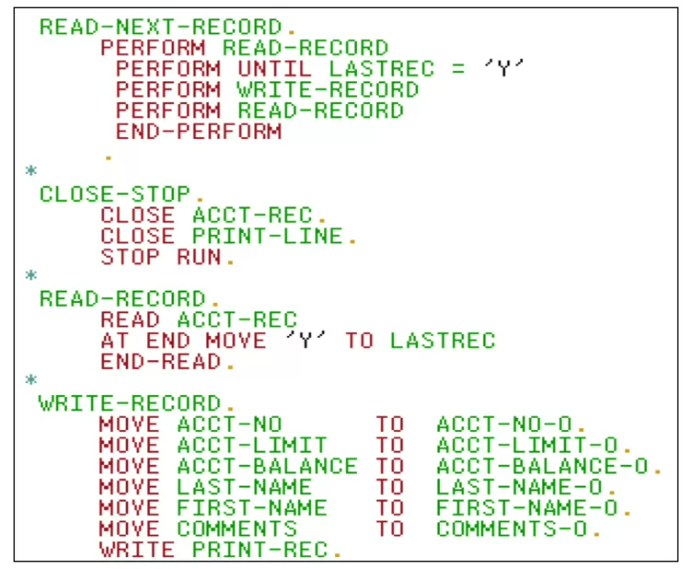 READ-NEXT-RECORD.
PERFORM READ-RECORD
PERFORM UNTIL LASTREC = 'Y'
PERFORM WRITE-RECORD
PERFORM READ-RECORD
END-PERFORM
.
*
CLOSE-STOP.
CLOSE ACCT-REC.
CLOSE PRINT-LINE.
STOP RUN.
*
READ-RECORD.
READ ACCT-REC
AT END MOVE 'Y' TO LASTREC
END-READ.
*
WRITE-RECORD.
MOVE ACCT-NO TO ACCT-NO-O.
MOVE ACCT-LIMIT TO ACCT-LIMIT-O.
MOVE ACCT-BALANCE TO ACCT-BALANCE-O.
MOVE LAST-NAME TO LAST-NAME-O.
MOVE FIRST-NAME TO FIRST-NAME-O.
MOVE COMMENTS TO COMMENTS-O.
WRITE PRINT-REC.